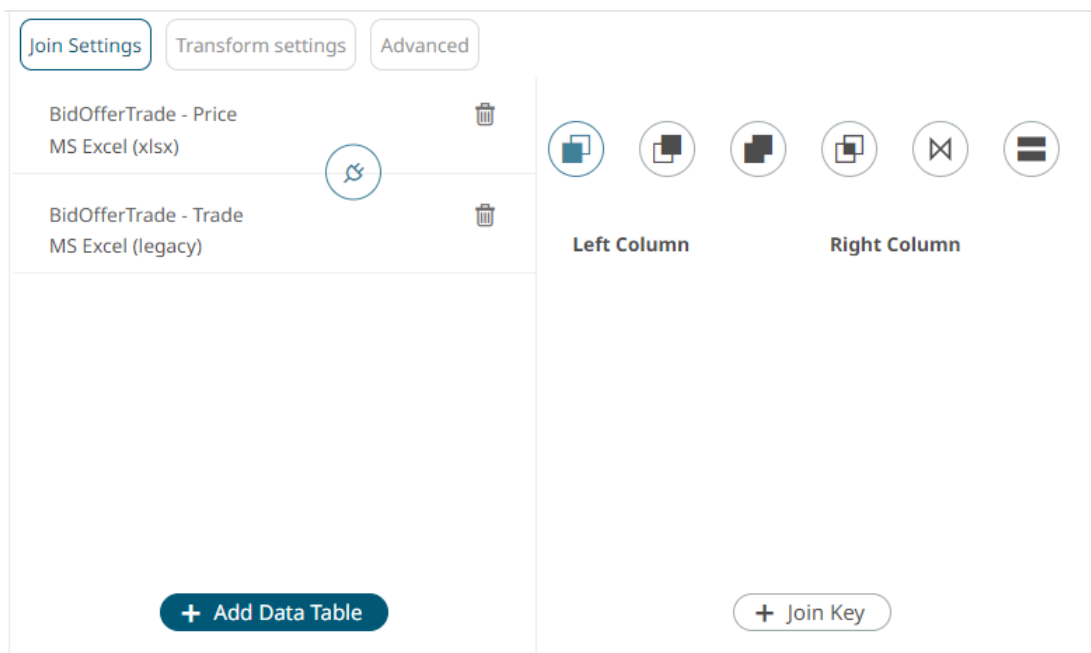 Join Settings
Transform settings
Advanced
BidOfferTrade - Price
MS Excel (xlsx)
BidOfferTrade - Trade
MS Excel (legacy)
Left Column
Right Column
+ Add Data Table
+ Join Key